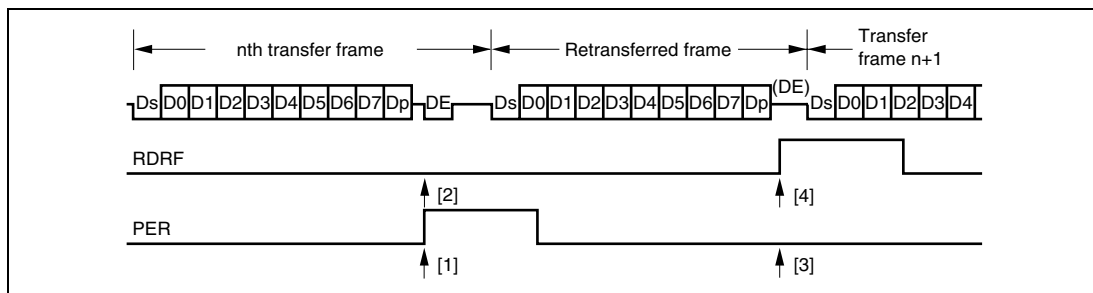 nth transfer frame Retransferred frame Transfer frame n+1
Ds D0 D1 D2 D3 D4 D5 D6 D7 Dp DE Ds D0 D1 D2 D3 D4 D5 D6 D7 Dp (DE) Ds D0 D1 D2 D3 D4
RDRF
[2] [4]
PER
[1] [3]